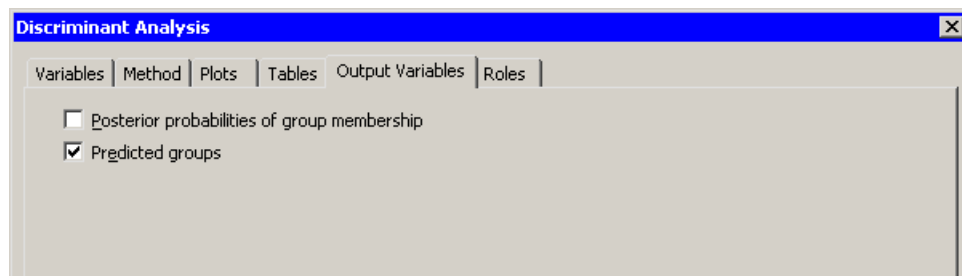 Discriminant Analysis
Variables Method Plots Tables Output Variables Roles
Posterior probabilities of group membership
Predicted groups